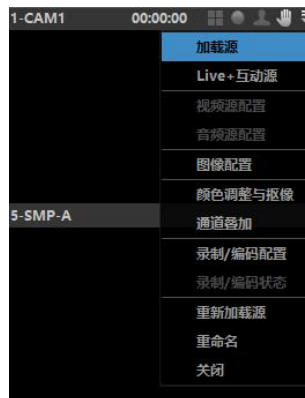 1-CAM1 00:00:00
加载源
Live+互动源
视频源配置
音频源配置
图像配置
颜色调整与抠像
5-SMP-A
通道叠加
录制/编码配置
录制/编码状态
重新加载源
重命名
关闭